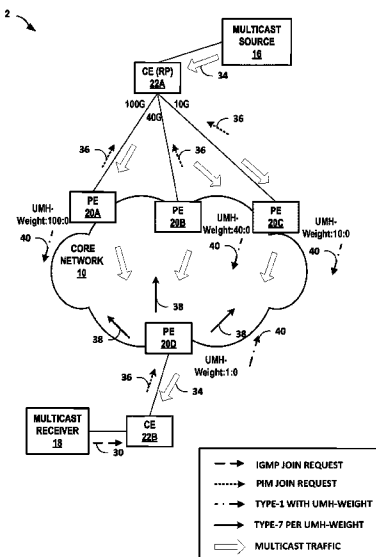 2
MULTICAST
SOURCE
16
CE (RP)
22A
34
100G
40G
10G
36
36
36
PE
20A
PE
20B
PE
20C
UMH-
Weight:100:0
UMH-
Weight:40:0
UMH-
Weight:10:0
40
40
40
CORE
NETWORK
10
38
38
38
40
PE
20D
UMH-
Weight:1:0
36
34
MULTICAST
RECEIVER
18
30
CE
22B
IGMP JOIN REQUEST
PIM JOIN REQUEST
TYPE-1 WITH UMH-WEIGHT
TYPE-7 PER UMH-WEIGHT
MULTICAST TRAFFIC